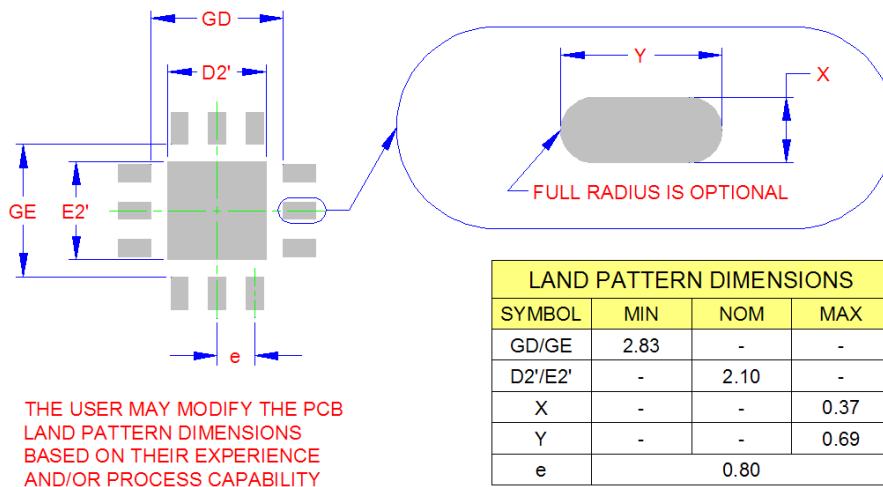 GD
D2'
GE
E2'
e
Y
X
FULL RADIUS IS OPTIONAL
THE USER MAY MODIFY THE PCB
LAND PATTERN DIMENSIONS
BASED ON THEIR EXPERIENCE
AND/OR PROCESS CAPABILITY
LAND PATTERN DIMENSIONS
SYMBOL MIN NOM MAX
GD/GE 2.83 - -
D2'/E2' - 2.10 -
X - - 0.37
Y - - 0.69
e 0.80